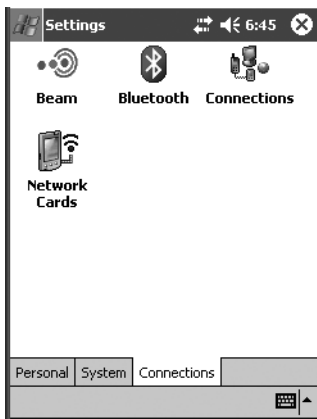 Settings 6:45
Beam Bluetooth Connections
Network
Cards
Personal System Connections